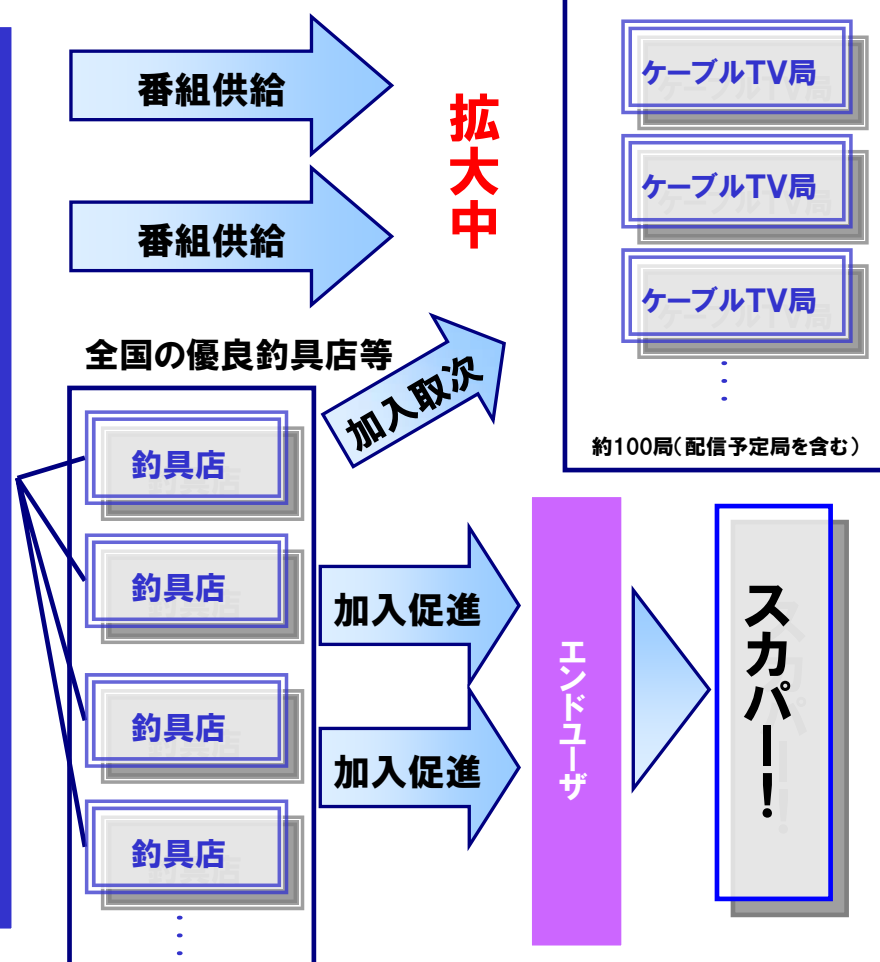 番組供給
番組供給
拡大中
ケーブルTV局
ケーブルTV局
ケーブルTV局
約100局(配信予定局を含む)
全国の優良釣具店等
加入取次
釣具店
釣具店
釣具店
釣具店
加入促進
加入促進
エンドユーザ
スカパー!